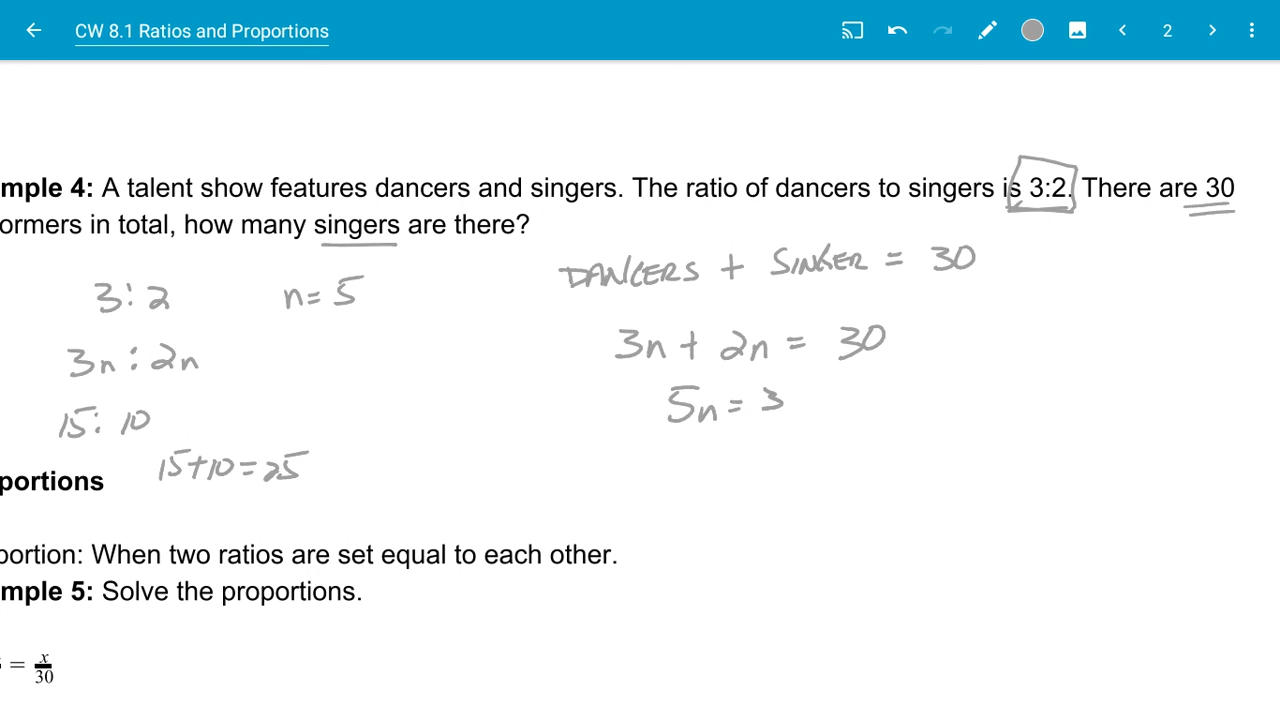 CW 8.1 Ratios and Proportions
2
mple 4: A talent show features dancers and singers. The ratio of dancers to singers is 3:2. There are 30
ormers in total, how many singers are there?
DANCERS + SINGER = 30
3:2 n=5
3n + 2n = 30
3n : 2n
5n = 3
15: 10
15+10=25
portions
portion: When two ratios are set equal to each other.
mple 5: Solve the proportions.
= x/30